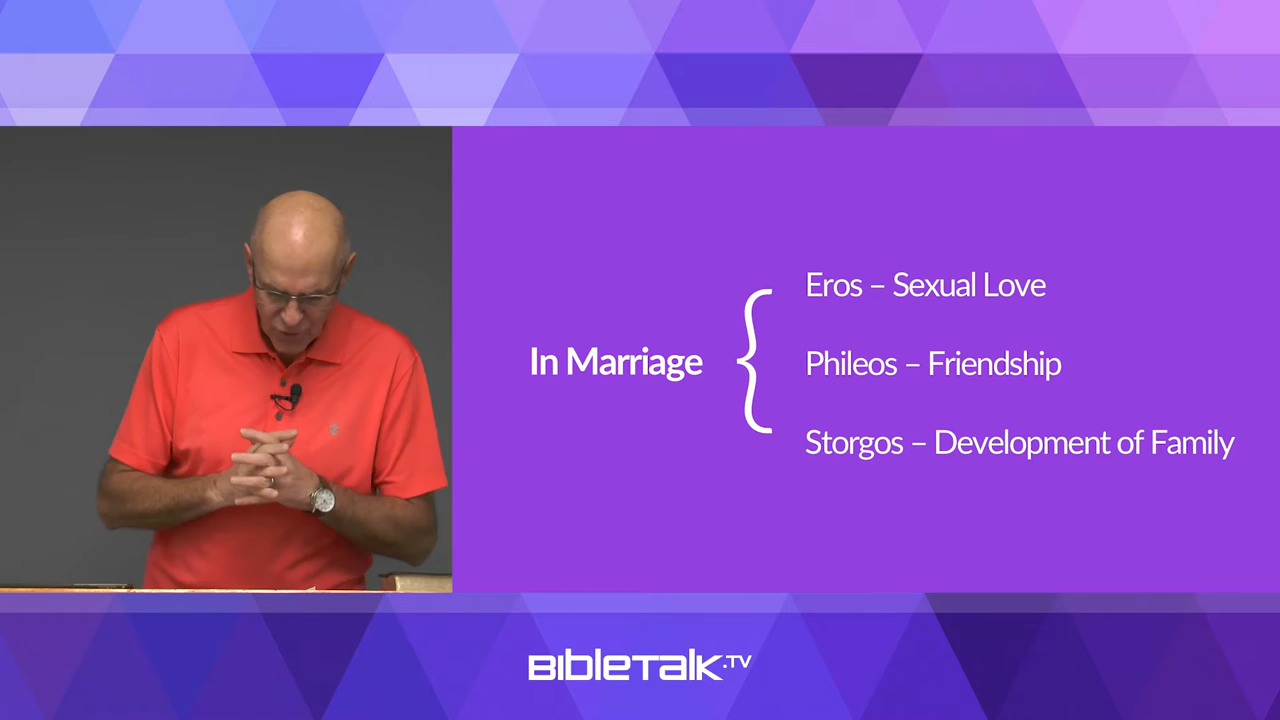 Eros – Sexual Love
In Marriage
Phileos – Friendship
Storgos – Development of Family
BibleTalk.TV